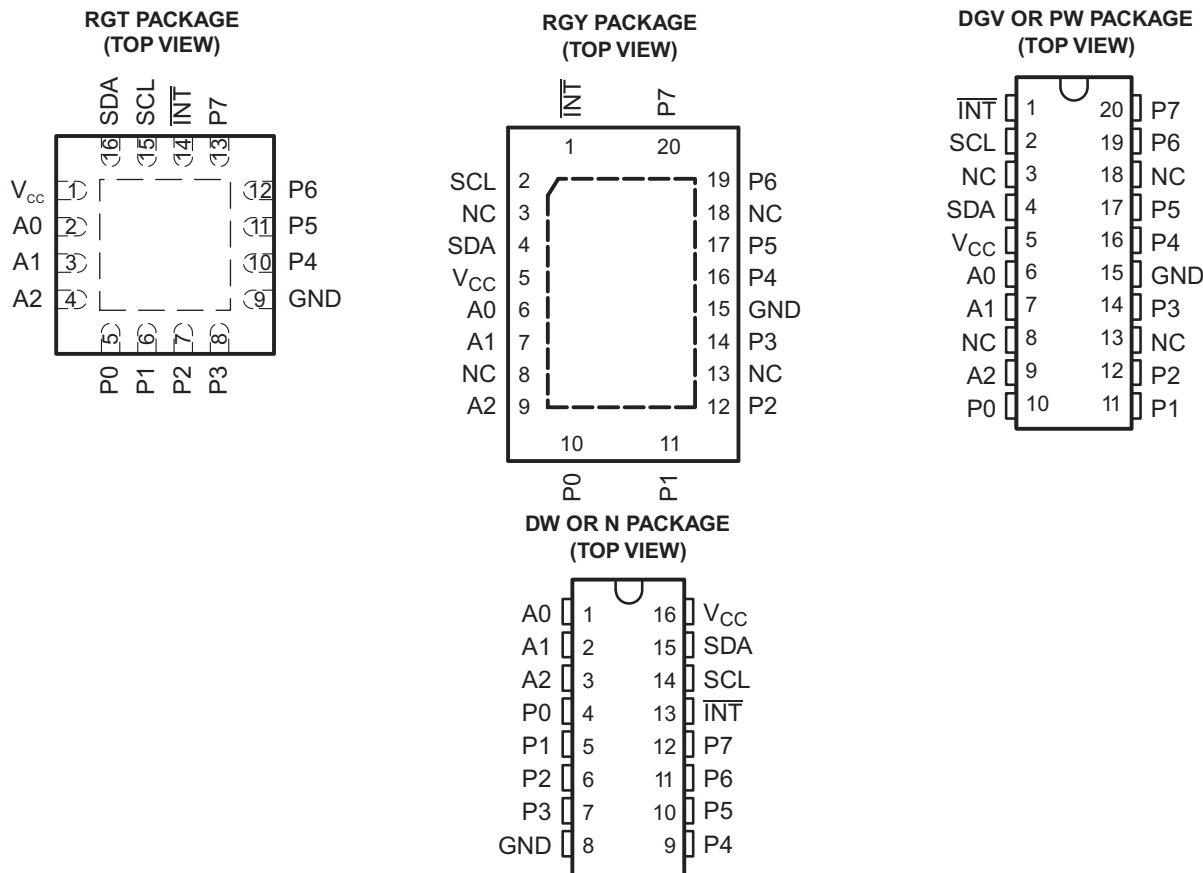 RGT PACKAGE
(TOP VIEW)
SDA SCL INT P7
16 15 14 13
VCC 1 12 P6
A0 2 11 P5
A1 3 10 P4
A2 4 9 GND
5 6 7 8
P0 P1 P2 P3
RGY PACKAGE
(TOP VIEW)
INT P7
1 20
SCL 2 19 P6
NC 3 18 NC
SDA 4 17 P5
VCC 5 16 P4
A0 6 15 GND
A1 7 14 P3
NC 8 13 NC
A2 9 12 P2
10 11
P0 P1
DGV OR PW PACKAGE
(TOP VIEW)
INT 1 20 P7
SCL 2 19 P6
NC 3 18 NC
SDA 4 17 P5
VCC 5 16 P4
A0 6 15 GND
A1 7 14 P3
NC 8 13 NC
A2 9 12 P2
P0 10 11 P1
DW OR N PACKAGE
(TOP VIEW)
A0 1 16 VCC
A1 2 15 SDA
A2 3 14 SCL
P0 4 13 INT
P1 5 12 P7
P2 6 11 P6
P3 7 10 P5
GND 8 9 P4